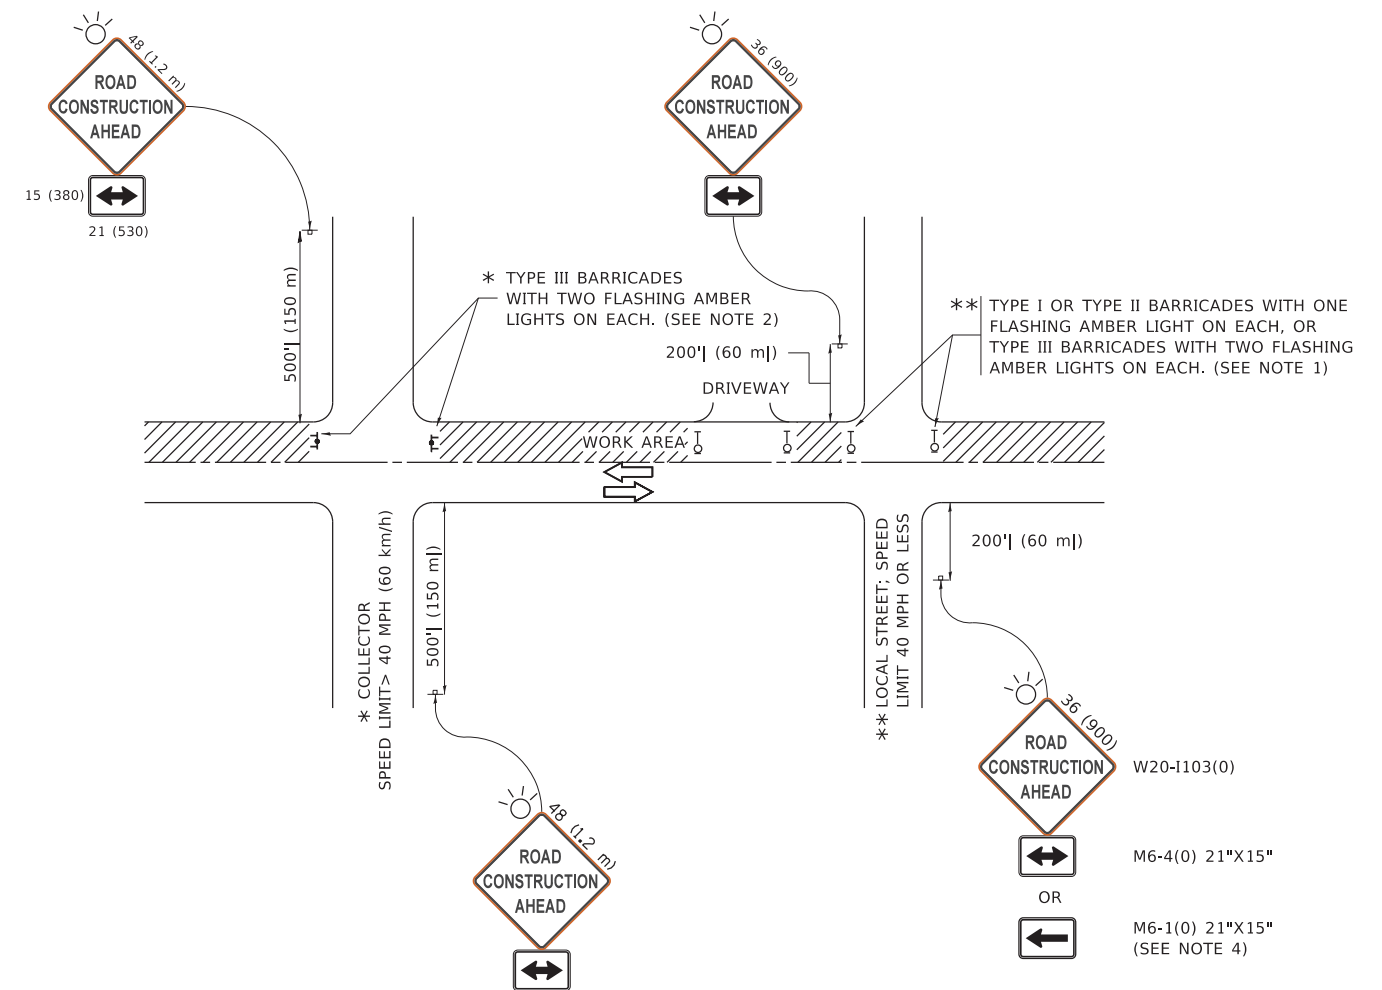 48 (1.2 m)
ROAD
CONSTRUCTION
AHEAD
15 (380)
21 (530)
36 (900)
ROAD
CONSTRUCTION
AHEAD
500'| (150 m)
* TYPE III BARRICADES
WITH TWO FLASHING AMBER
LIGHTS ON EACH. (SEE NOTE 2)
200'| (60 m|)
DRIVEWAY
** TYPE I OR TYPE II BARRICADES WITH ONE
FLASHING AMBER LIGHT ON EACH, OR
TYPE III BARRICADES WITH TWO FLASHING
AMBER LIGHTS ON EACH. (SEE NOTE 1)
WORK AREA
* COLLECTOR
SPEED LIMIT> 40 MPH (60 km/h)
500'| (150 m|)
** LOCAL STREET; SPEED
LIMIT 40 MPH OR LESS
200'| (60 m|)
48 (1.2 m)
ROAD
CONSTRUCTION
AHEAD
36 (900)
ROAD
CONSTRUCTION
AHEAD
W20-I103(0)
M6-4(0) 21"X15"
OR
M6-1(0) 21"X15"
(SEE NOTE 4)